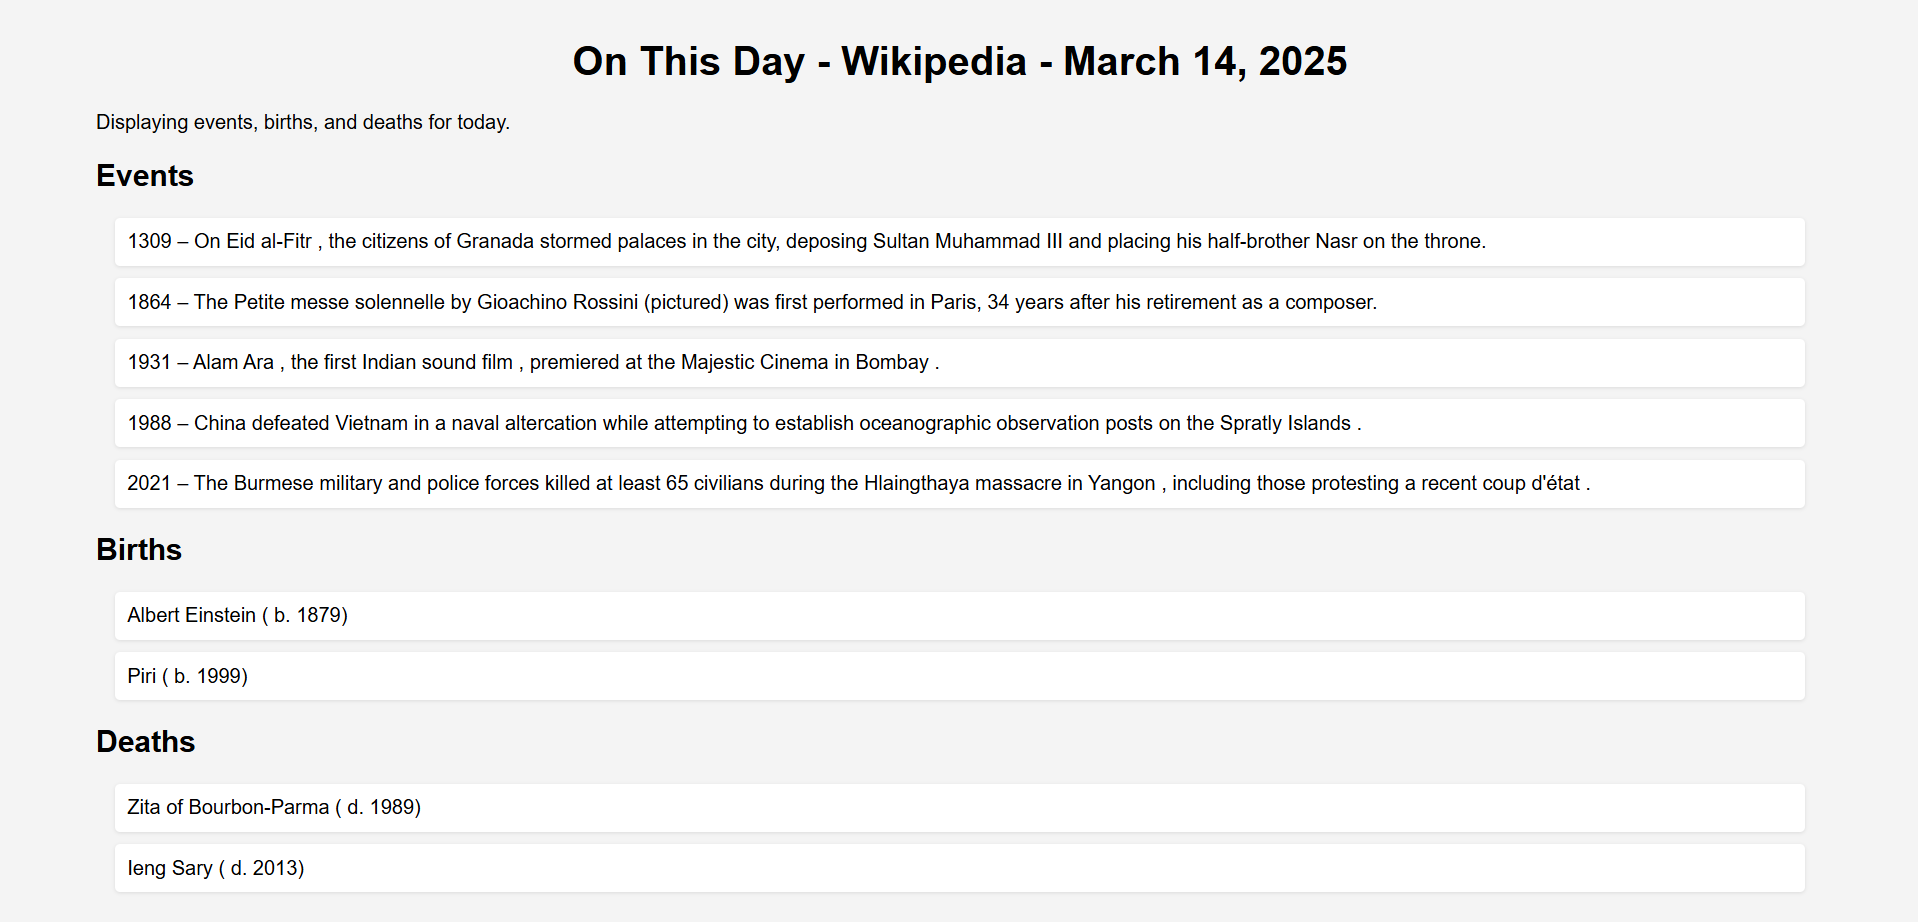 On This Day - Wikipedia - March 14, 2025
Displaying events, births, and deaths for today.
Events
1309 – On Eid al-Fitr , the citizens of Granada stormed palaces in the city, deposing Sultan Muhammad III and placing his half-brother Nasr on the throne.
1864 – The Petite messe solennelle by Gioachino Rossini (pictured) was first performed in Paris, 34 years after his retirement as a composer.
1931 – Alam Ara , the first Indian sound film , premiered at the Majestic Cinema in Bombay .
1988 – China defeated Vietnam in a naval altercation while attempting to establish oceanographic observation posts on the Spratly Islands .
2021 – The Burmese military and police forces killed at least 65 civilians during the Hlaingthaya massacre in Yangon , including those protesting a recent coup d'état .
Births
Albert Einstein ( b. 1879)
Piri ( b. 1999)
Deaths
Zita of Bourbon-Parma ( d. 1989)
Ieng Sary ( d. 2013)